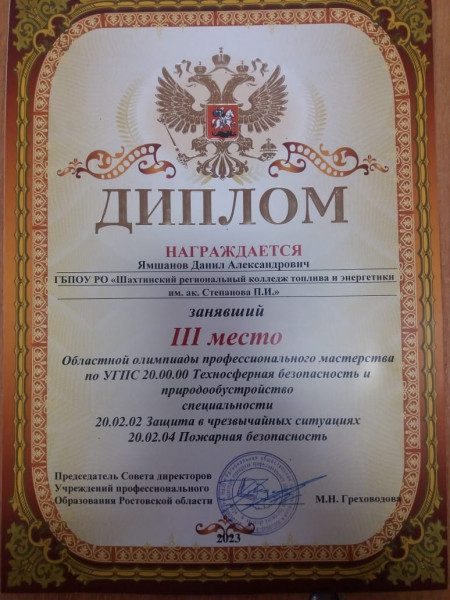 ДИПЛОМ
НАГРАЖДАЕТСЯ
Ямшанов Данил Александрович
ГБПОУ РО «Шахтинский региональный колледж топлива и энергетики
им. ак. Степанова П.И.»
занявший
III место
Областной олимпиады профессионального мастерства
по УГПС 20.00.00 Техносферная безопасность и
природообустройство
специальности
20.02.02 Защита в чрезвычайных ситуациях
20.02.04 Пожарная безопасность
Председатель Совета директоров
Учреждений профессионального
Образования Ростовской области
М.Н. Греховодова
2023